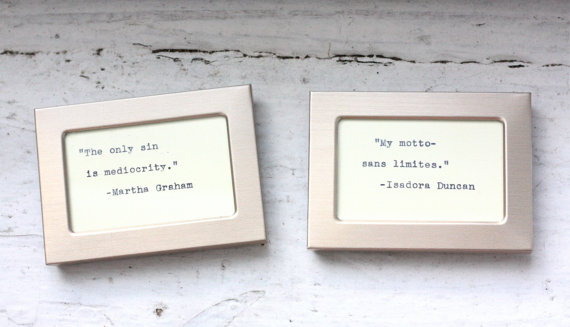 "The only sin
is mediocrity."
-Martha Graham
"My motto-
sans limites."
-Isadora Duncan